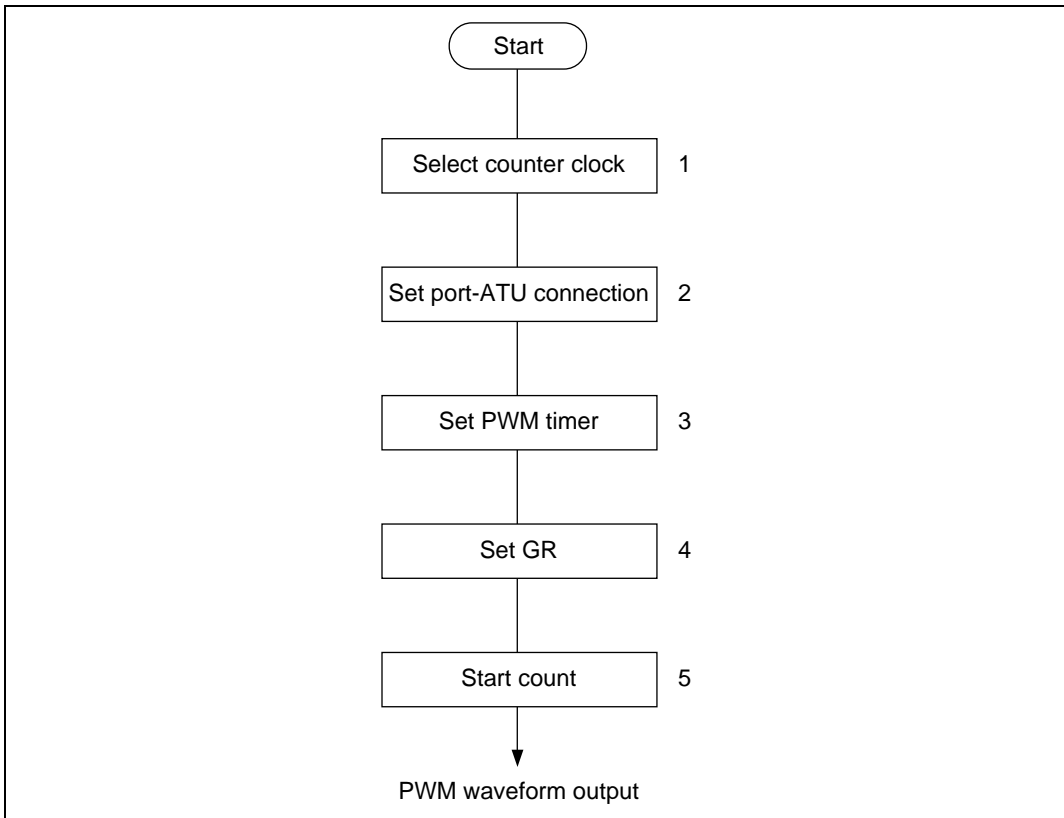 Start
Select counter clock 1
Set port-ATU connection 2
Set PWM timer 3
Set GR 4
Start count 5
PWM waveform output